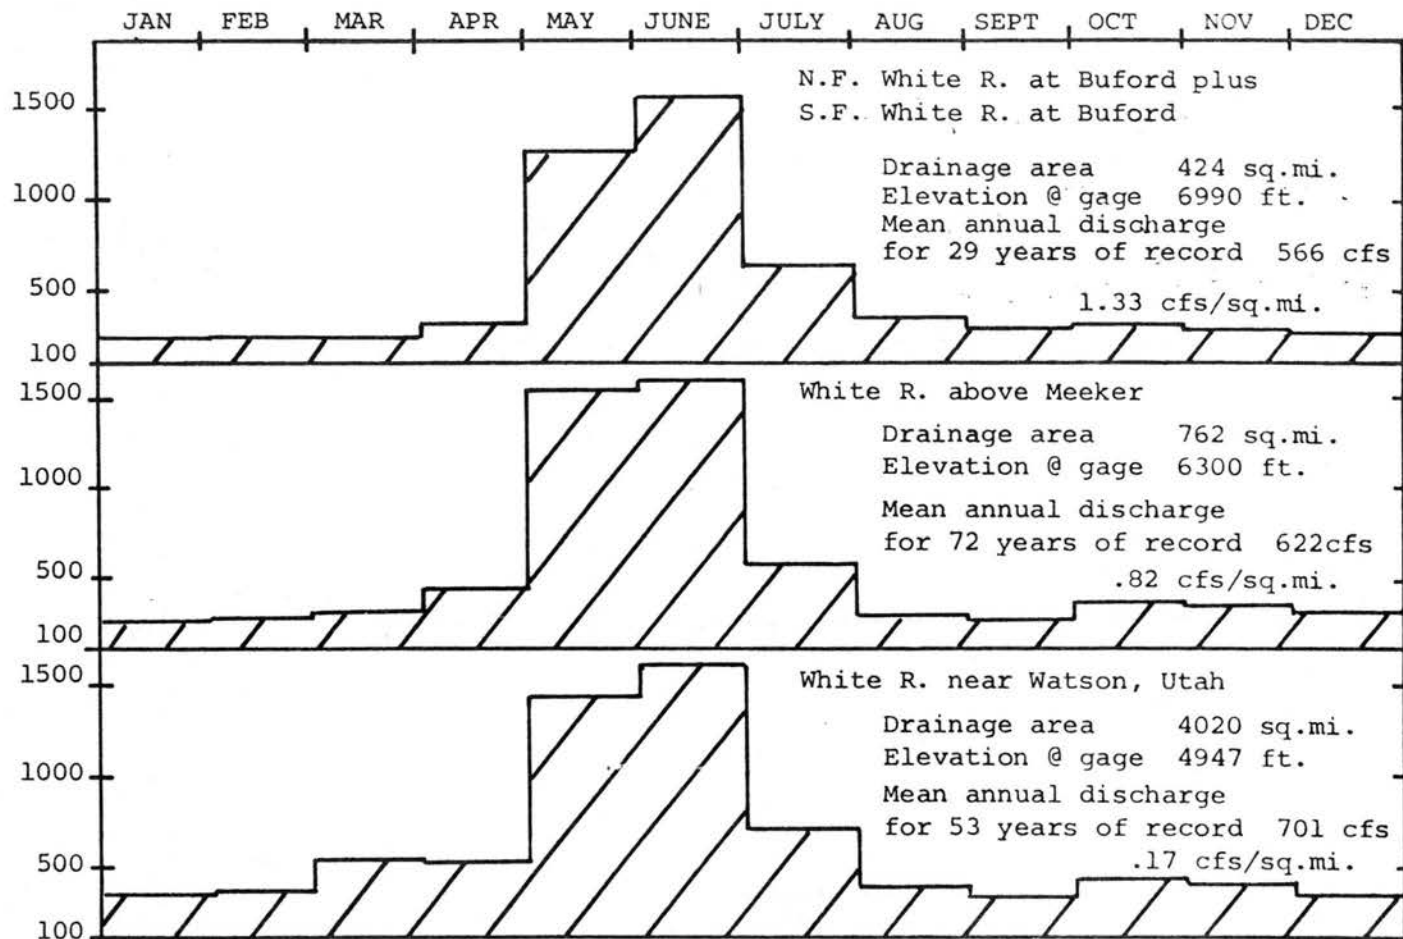 JAN FEB MAR APR MAY JUNE JULY AUG SEPT OCT NOV DEC
N.F. White R. at Buford plus
1500
S.F. White R. at Buford
Drainage area 424 sq.mi.
1000
Elevation @ gage 6990 ft.
Mean annual discharge
for 29 years of record 566 cfs
500
1.33 cfs/sq.mi.
100
1500
White R. above Meeker
Drainage area 762 sq.mi.
Elevation @ gage 6300 ft.
1000
Mean annual discharge
for 72 years of record 622cfs
500
.82 cfs/sq.mi.
100
1500
White R. near Watson, Utah
Drainage area 4020 sq.mi.
Elevation @ gage 4947 ft.
1000
Mean annual discharge
for 53 years of record 701 cfs
500
.17 cfs/sq.mi.
100